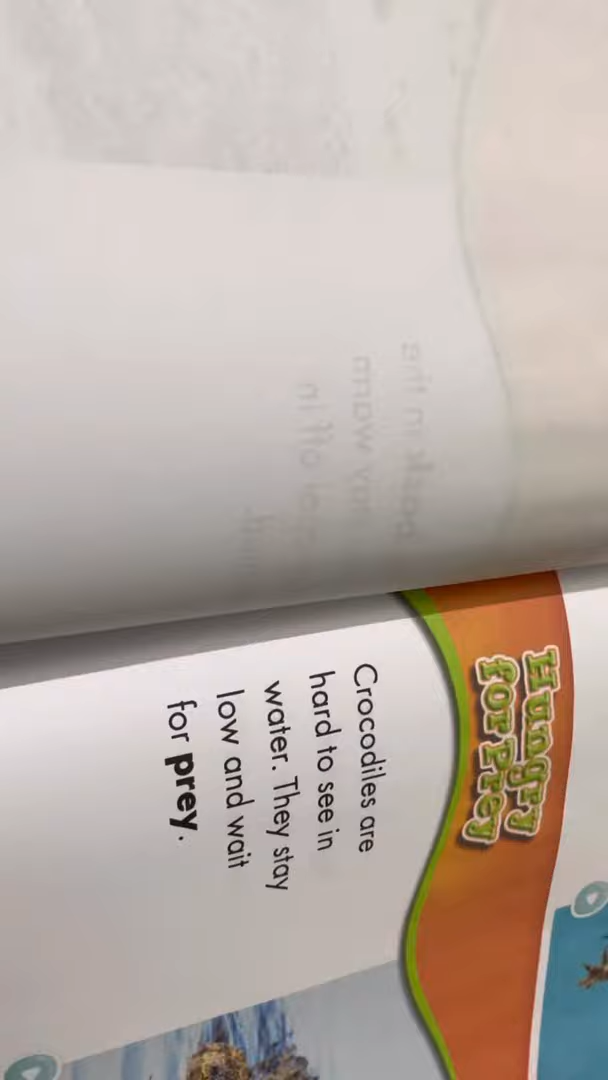 Hungry
for Prey
Crocodiles are
hard to see in
water. They stay
low and wait
for prey.